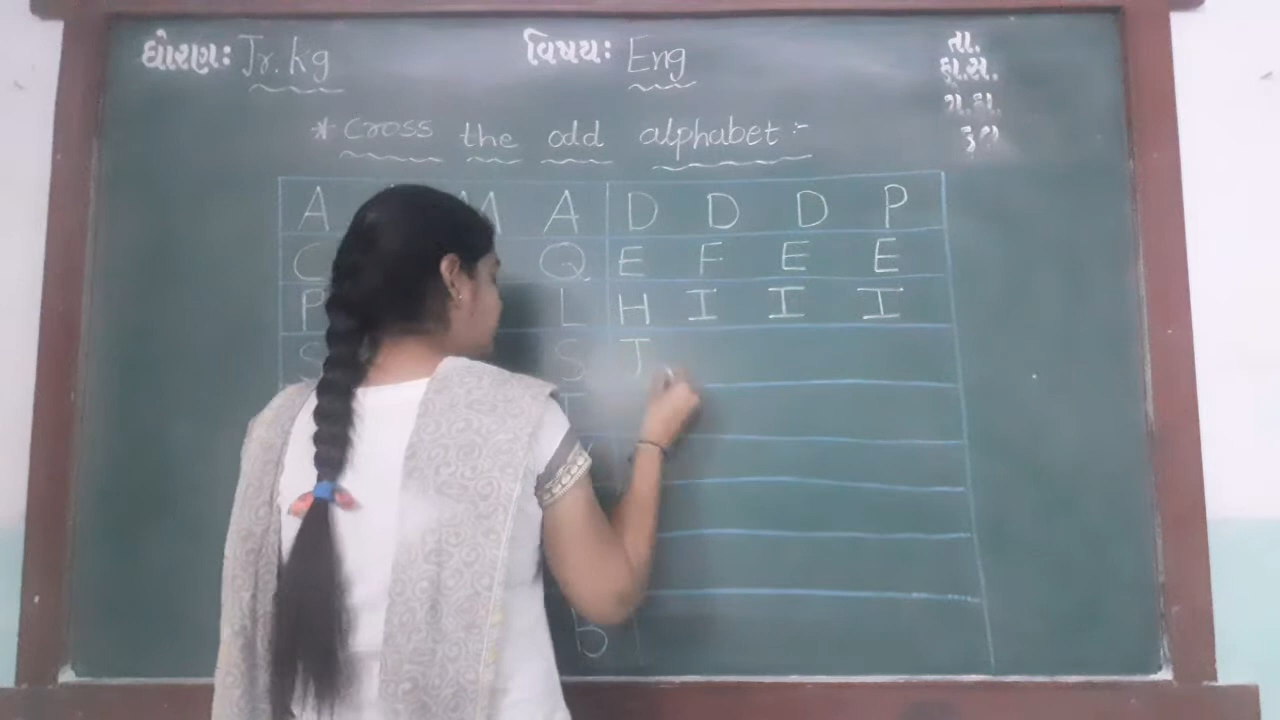 ધોરણઃ Jr. kg વિષયઃ Eng તા.
કુ.સ.
ગ.કા.
કુલ
* Cross the odd alphabet :-
A M A D D D P
C Q E F E E
P L H I I I
S S J
I
b